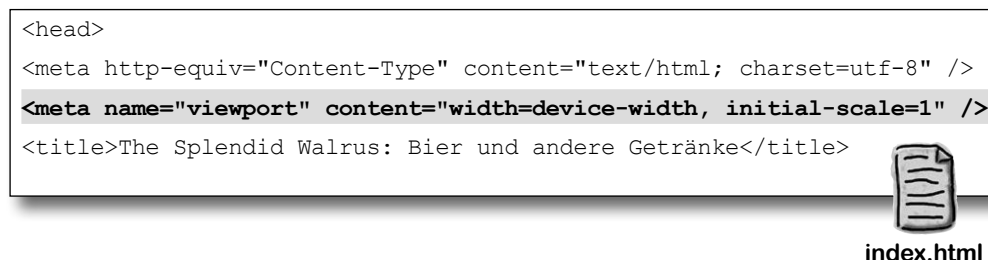 <head>
<meta http-equiv="Content-Type" content="text/html; charset=utf-8" />
<meta name="viewport" content="width=device-width, initial-scale=1" />
<title>The Splendid Walrus: Bier und andere Getränke</title>
index.html